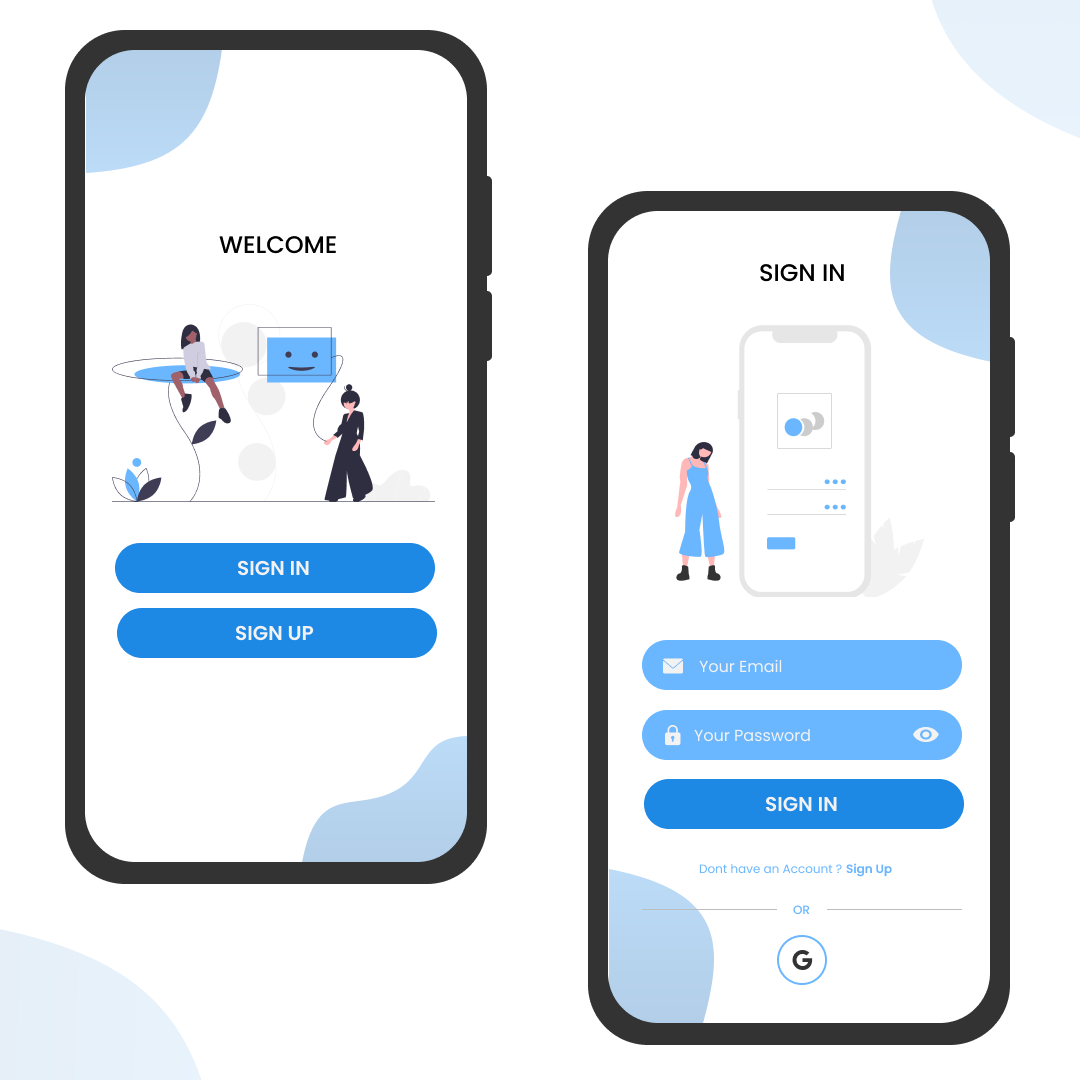 WELCOME
SIGN IN
SIGN UP
SIGN IN
Your Email
Your Password
SIGN IN
Dont have an Account ? Sign Up
OR
G